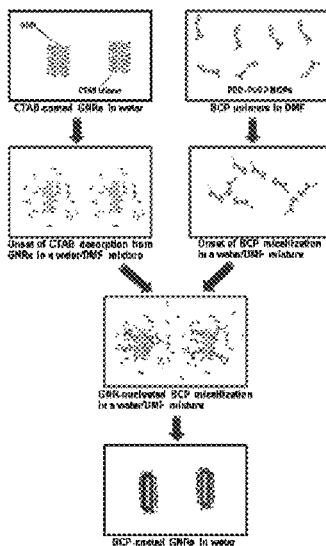 CTAB-coated GNRs in water
BCP unimers in DMF
Onset of CTAB desorption from
GNRs in a water/DMF mixture
Onset of BCP micellization
in a water/DMF mixture
GNR-nucleated BCP micellization
in a water/DMF mixture
BCP-coated GNRs in water